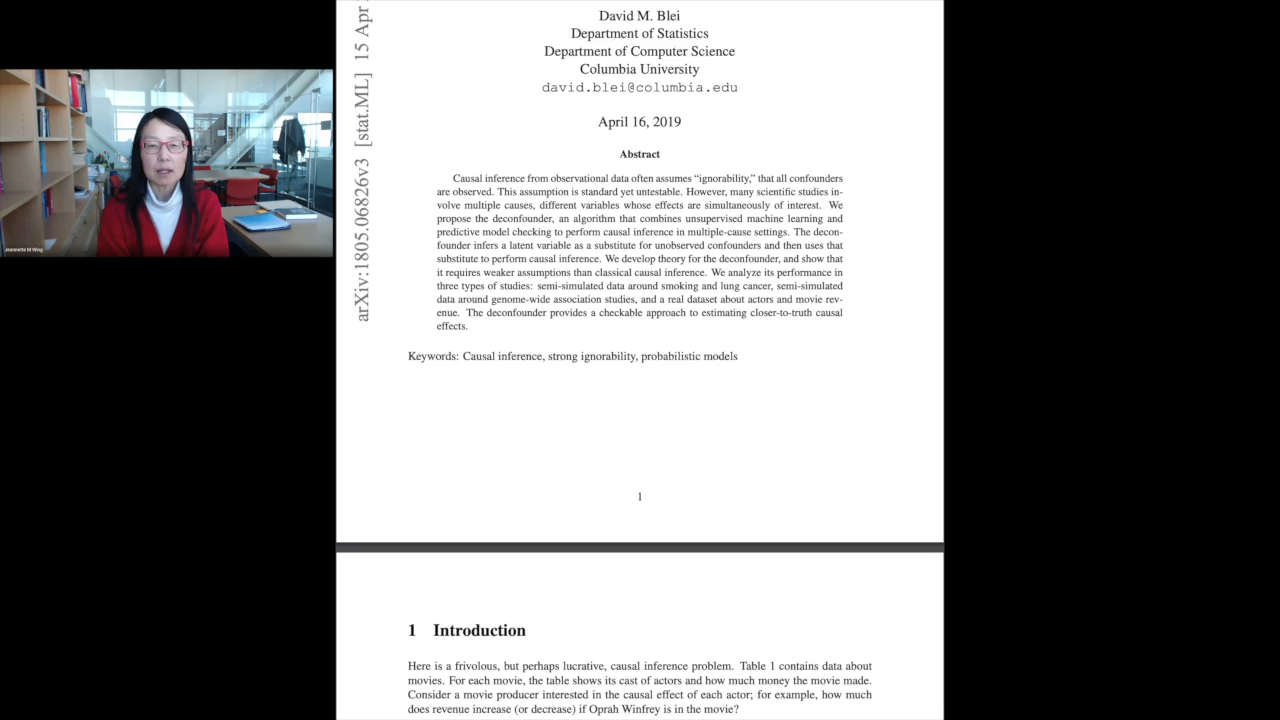 Jeannette M Wing
arXiv:1805.06826v3 [stat.ML] 15 Apr
David M. Blei
Department of Statistics
Department of Computer Science
Columbia University
david.blei@columbia.edu
April 16, 2019
Abstract
Causal inference from observational data often assumes “ignorability,” that all confounders
are observed. This assumption is standard yet untestable. However, many scientific studies in-
volve multiple causes, different variables whose effects are simultaneously of interest. We
propose the deconfounder, an algorithm that combines unsupervised machine learning and
predictive model checking to perform causal inference in multiple-cause settings. The decon-
founder infers a latent variable as a substitute for unobserved confounders and then uses that
substitute to perform causal inference. We develop theory for the deconfounder, and show that
it requires weaker assumptions than classical causal inference. We analyze its performance in
three types of studies: semi-simulated data around smoking and lung cancer, semi-simulated
data around genome-wide association studies, and a real dataset about actors and movie rev-
enue. The deconfounder provides a checkable approach to estimating closer-to-truth causal
effects.
Keywords: Causal inference, strong ignorability, probabilistic models
1
1 Introduction
Here is a frivolous, but perhaps lucrative, causal inference problem. Table 1 contains data about
movies. For each movie, the table shows its cast of actors and how much money the movie made.
Consider a movie producer interested in the causal effect of each actor; for example, how much
does revenue increase (or decrease) if Oprah Winfrey is in the movie?